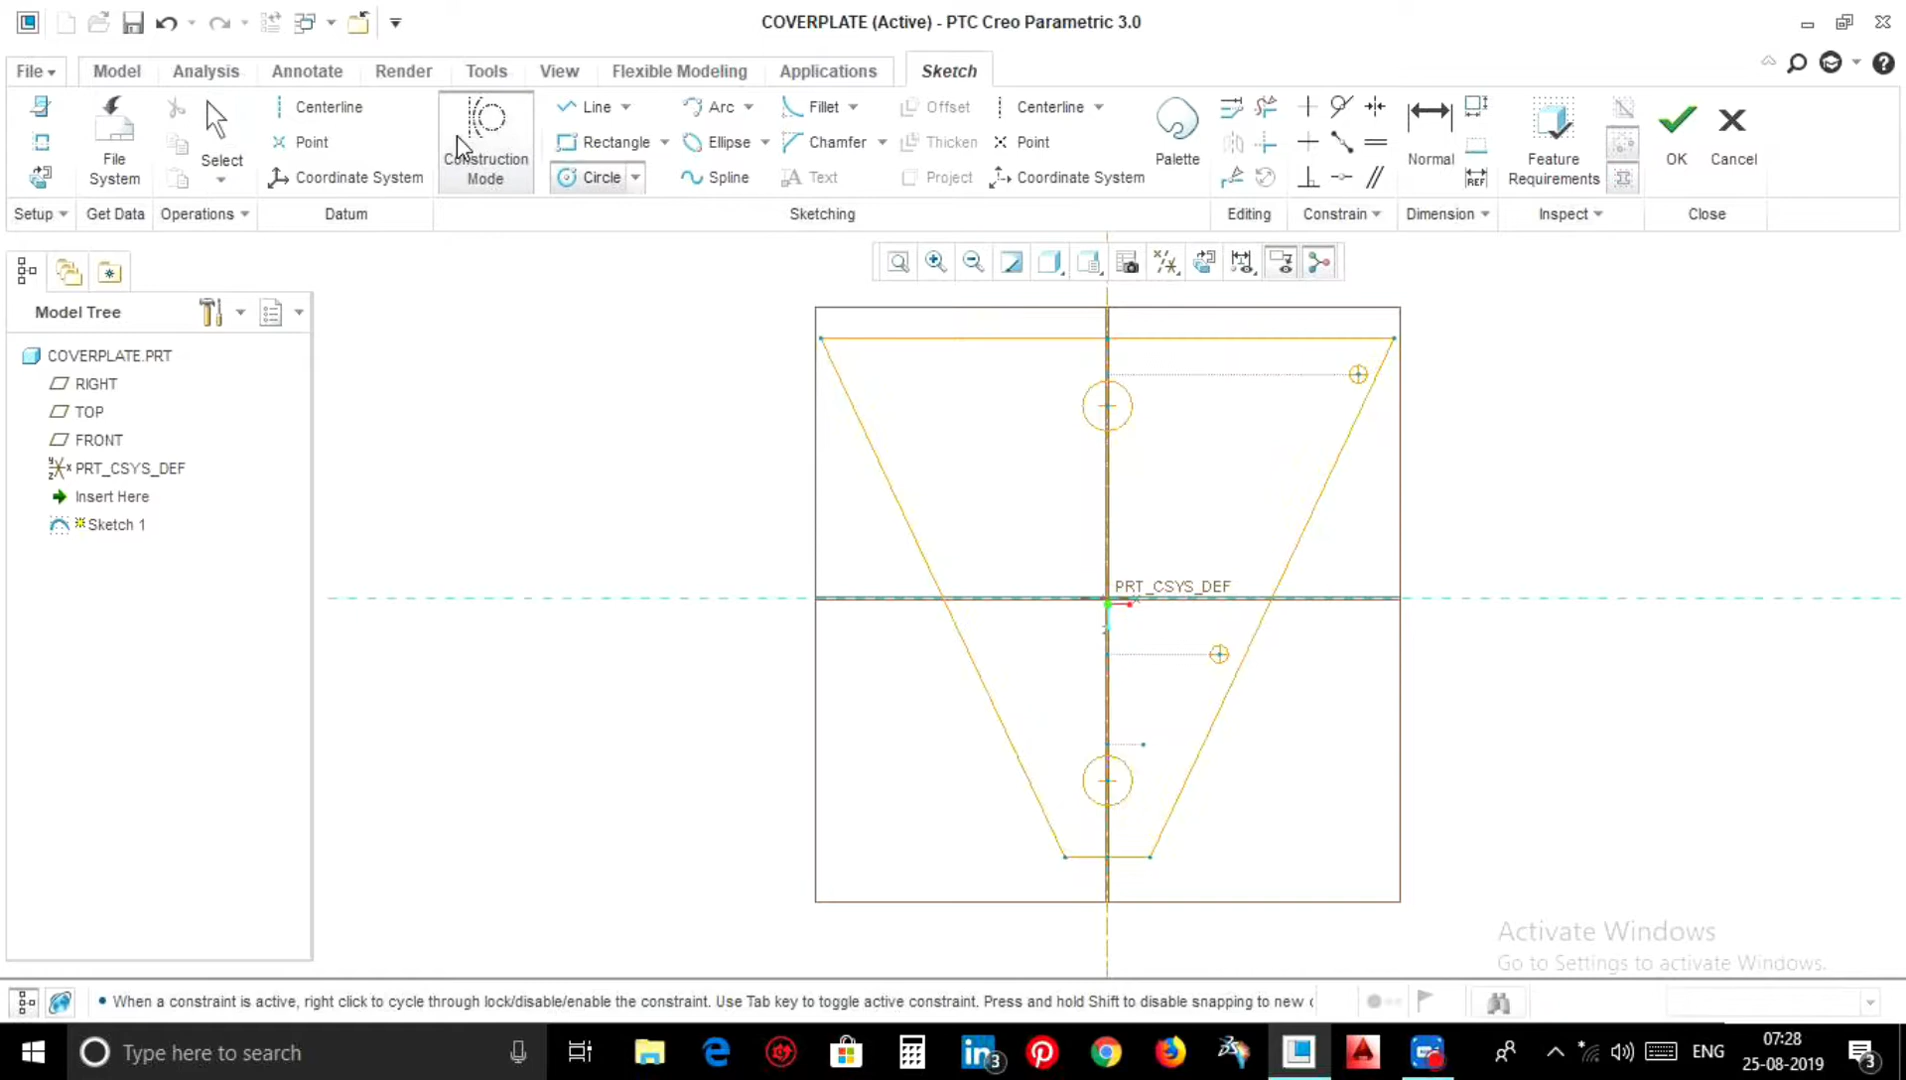 COVERPLATE (Active) - PTC Creo Parametric 3.0
File
Model
Analysis
Annotate
Render
Tools
View
Flexible Modeling
Applications
Sketch
Centerline
Line
Arc
Fillet
Offset
Centerline
Point
Rectangle
Ellipse
Chamfer
Thicken
Point
File System
Select
Coordinate System
Construction Mode
Circle
Spline
Text
Project
Coordinate System
Palette
Normal
REF
Feature Requirements
OK
Cancel
Setup
Get Data
Operations
Datum
Sketching
Editing
Constrain
Dimension
Inspect
Close
Model Tree
COVERPLATE.PRT
RIGHT
TOP
FRONT
PRT_CSYS_DEF
Insert Here
Sketch 1
PRT_CSYS_DEF
Activate Windows
Go to Settings to activate Windows.
• When a constraint is active, right click to cycle through lock/disable/enable the constraint. Use Tab key to toggle active constraint. Press and hold Shift to disable snapping to new
Type here to search
3
ENG
07:28
25-08-2019
3